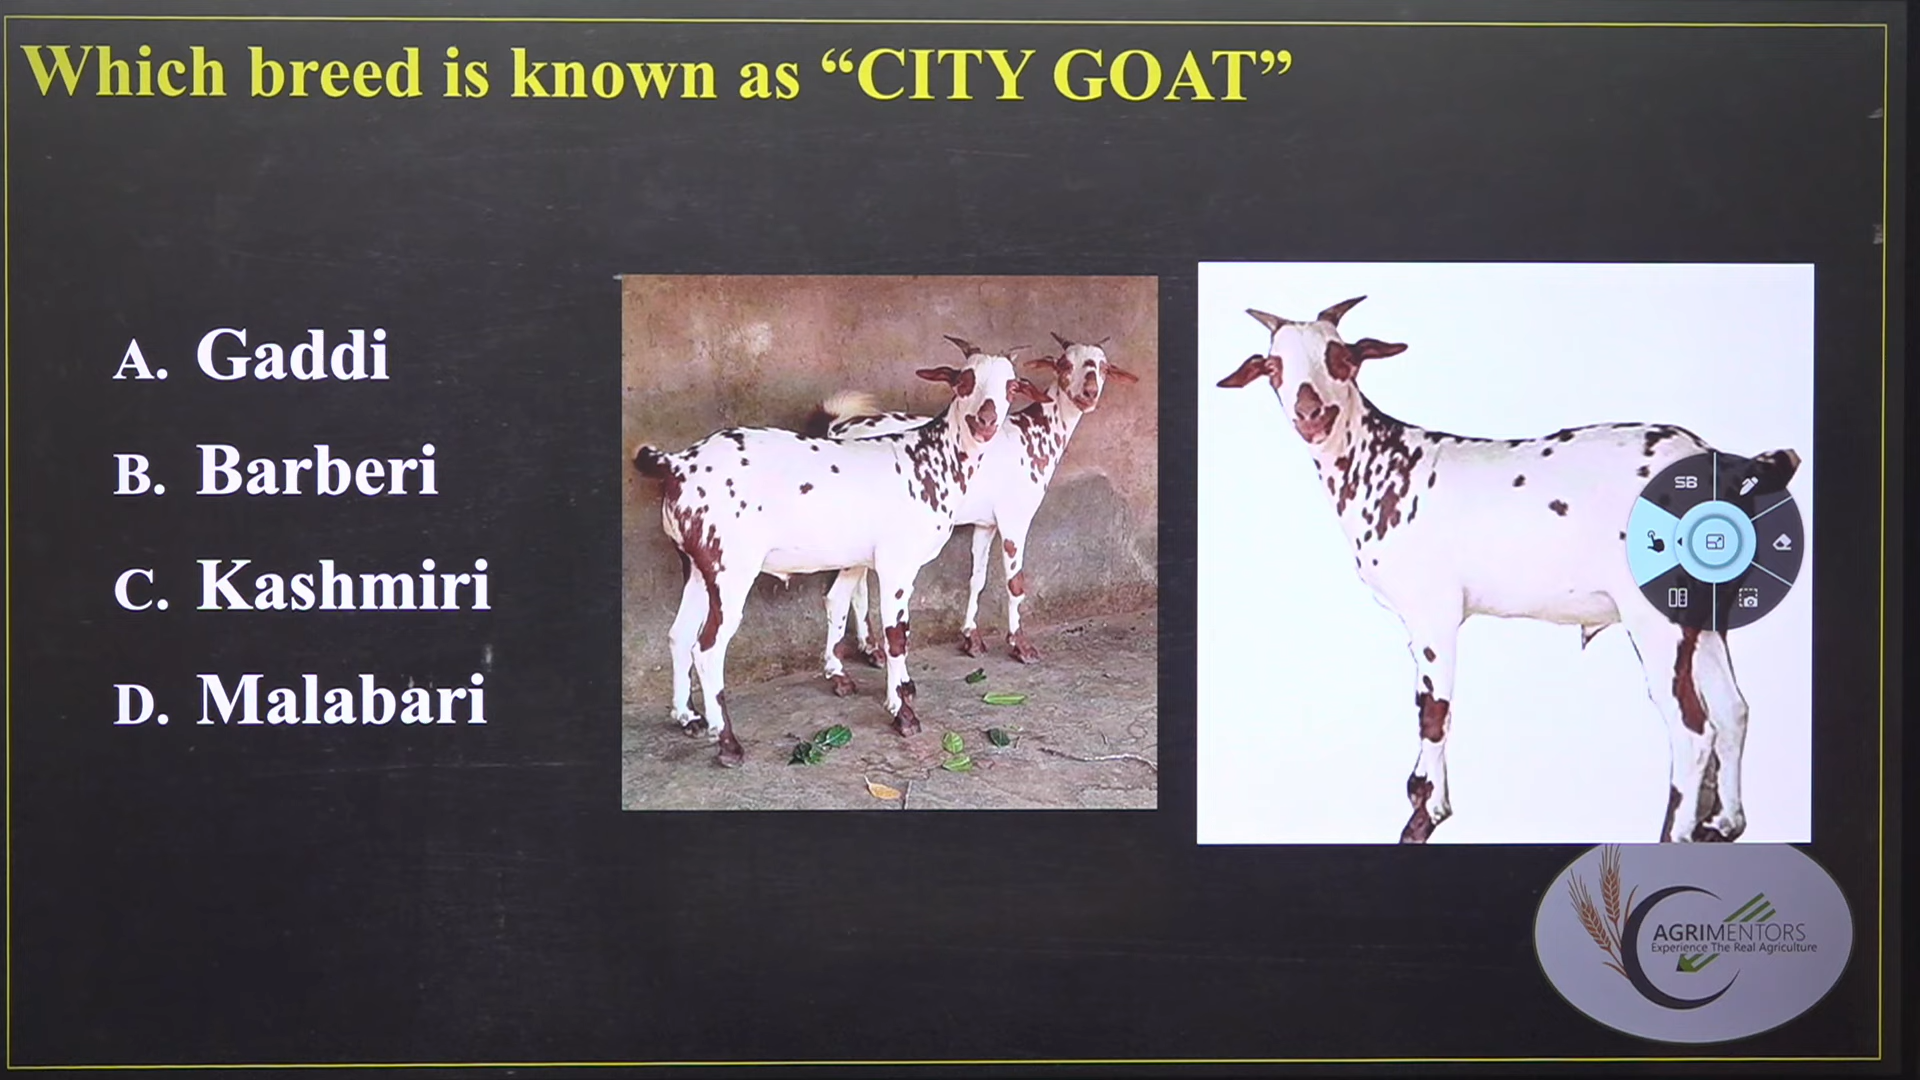 Which breed is known as “CITY GOAT”
A. Gaddi
B. Barberi
C. Kashmiri
D. Malabari
SB
AGRIMENTORS
Experience The Real Agriculture